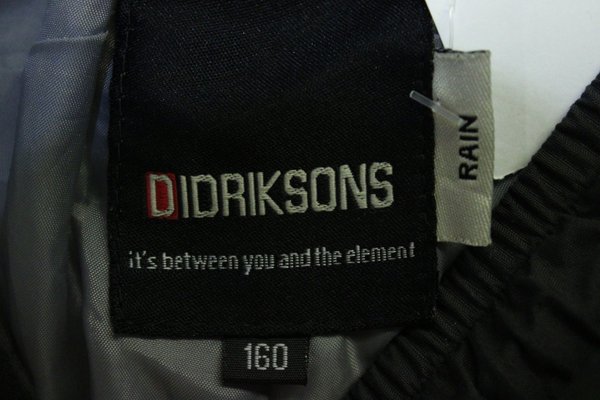 DIDRIKSONS
it's between you and the element
160
RAIN